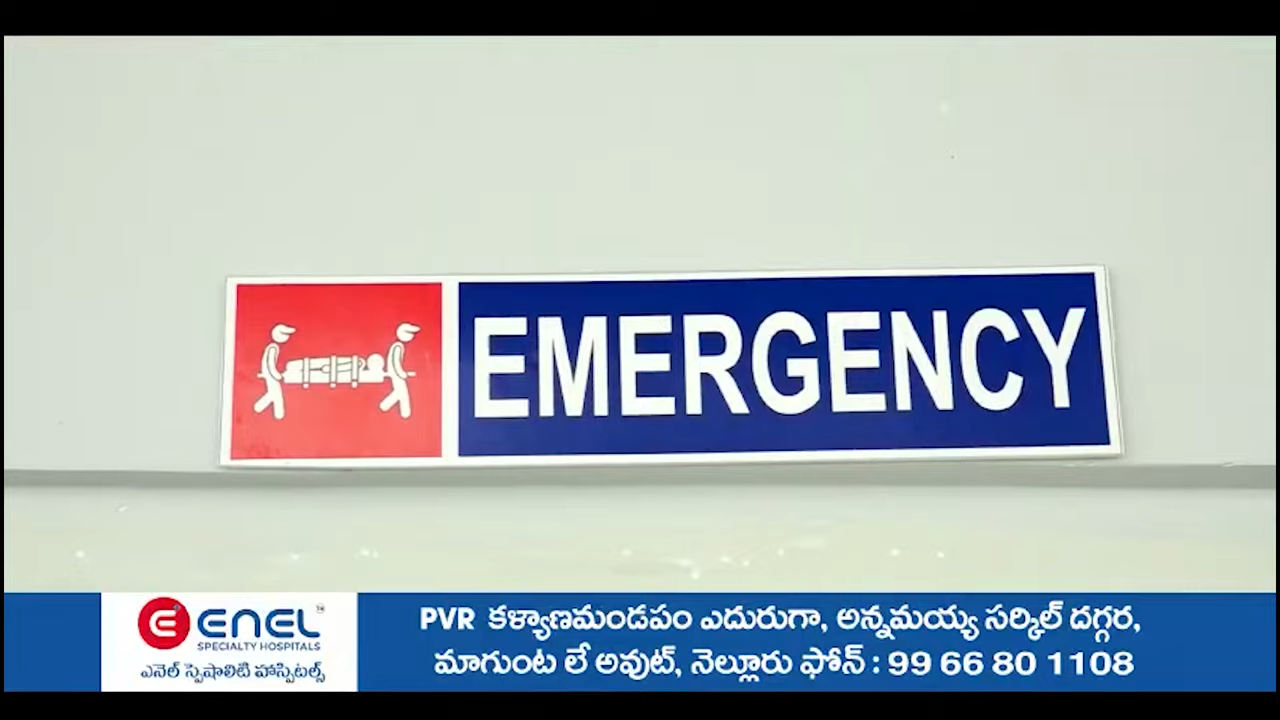 EMERGENCY
ENEL TM
SPECIALTY HOSPITALS
ఎనెల్ స్పెషాలిటి హాస్పిటల్స్
PVR కళ్యాణమండపం ఎదురుగా, అన్నమయ్య సర్కిల్ దగ్గర,
మాగుంట లే అవుట్, నెల్లూరు ఫోన్ : 99 66 80 1108